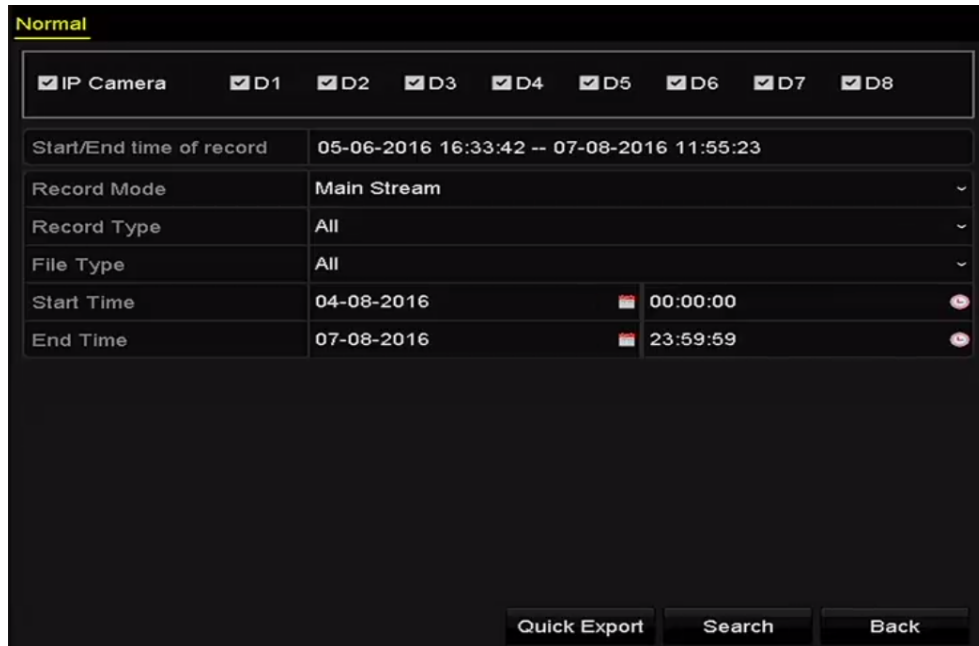 Normal
IP Camera D1 D2 D3 D4 D5 D6 D7 D8
Start/End time of record 05-06-2016 16:33:42 -- 07-08-2016 11:55:23
Record Mode Main Stream
Record Type All
File Type All
Start Time 04-08-2016 00:00:00
End Time 07-08-2016 23:59:59
Quick Export Search Back